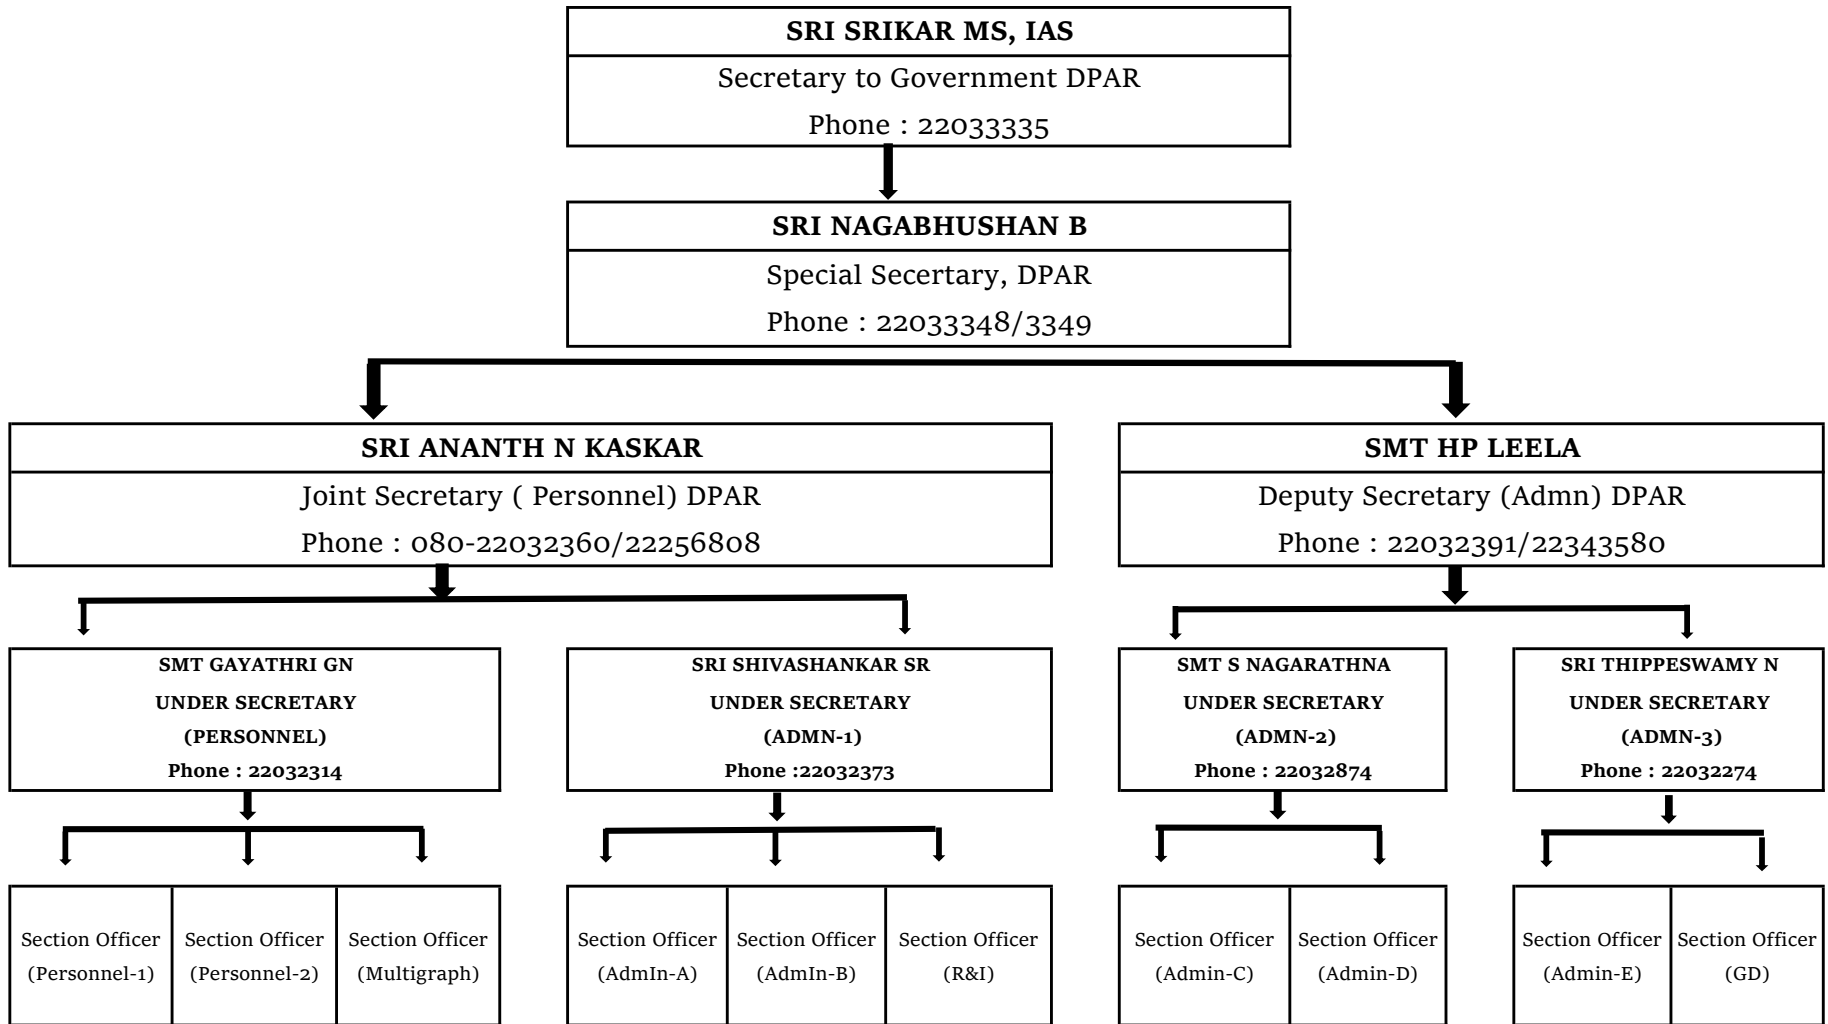 SRI SRIKAR MS, IAS
Secretary to Government DPAR
Phone : 22033335
SRI NAGABHUSHAN B
Special Secertary, DPAR
Phone : 22033348/3349
SRI ANANTH N KASKAR
Joint Secretary ( Personnel) DPAR
Phone : 080-22032360/22256808
SMT HP LEELA
Deputy Secretary (Admn) DPAR
Phone : 22032391/22343580
SMT GAYATHRI GN
UNDER SECRETARY
(PERSONNEL)
Phone : 22032314
SRI SHIVASHANKAR SR
UNDER SECRETARY
(ADMN-1)
Phone :22032373
SMT S NAGARATHNA
UNDER SECRETARY
(ADMN-2)
Phone : 22032874
SRI THIPPESWAMY N
UNDER SECRETARY
(ADMN-3)
Phone : 22032274
Section Officer
(Personnel-1)
Section Officer
(Personnel-2)
Section Officer
(Multigraph)
Section Officer
(AdmIn-A)
Section Officer
(AdmIn-B)
Section Officer
(R&I)
Section Officer
(Admin-C)
Section Officer
(Admin-D)
Section Officer
(Admin-E)
Section Officer
(GD)